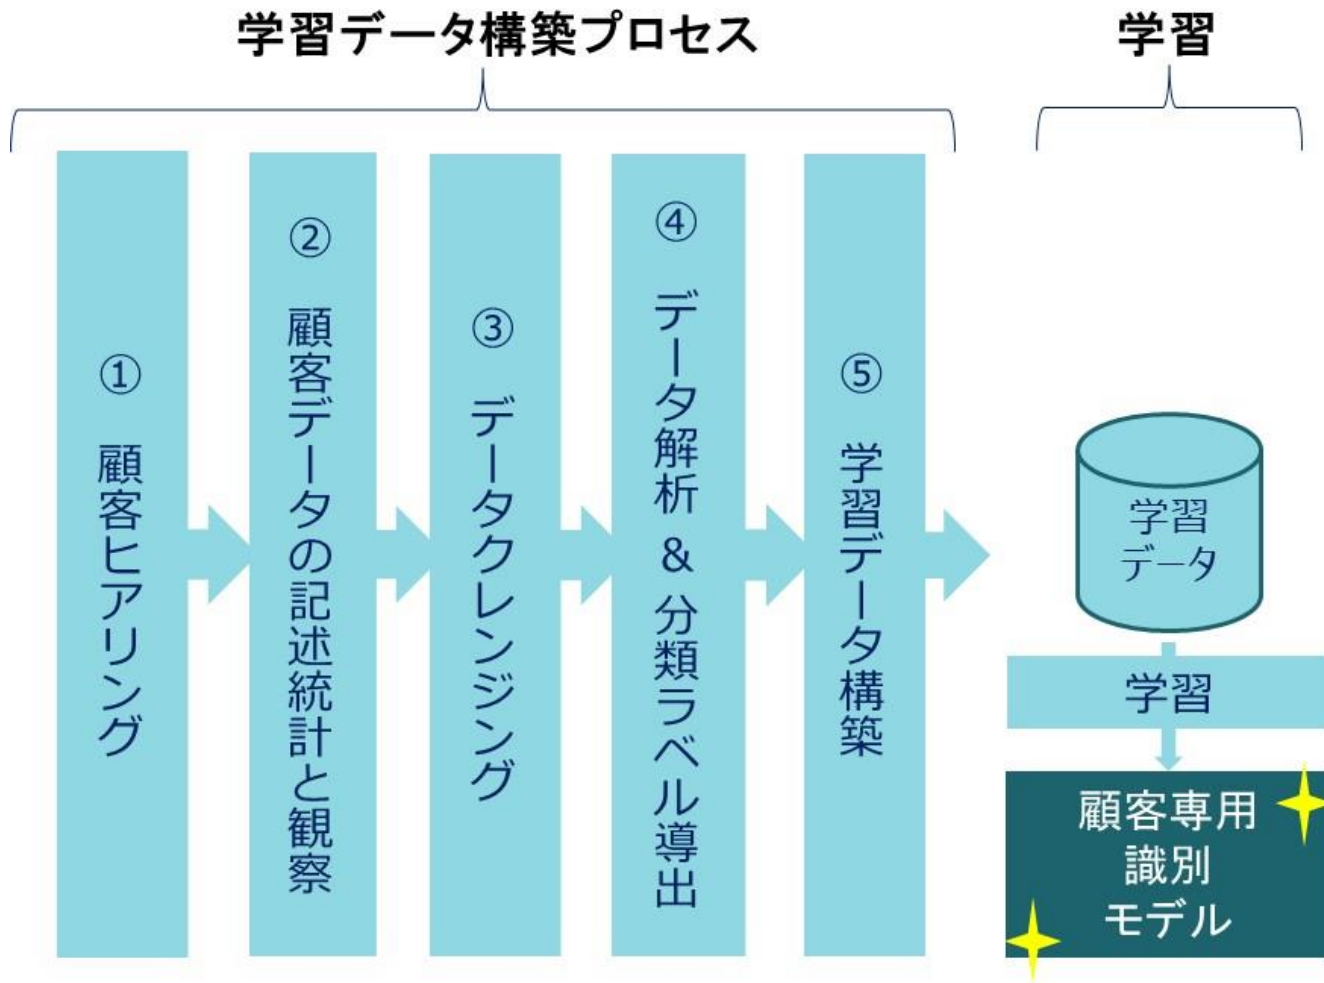 学習データ構築プロセス
学習
① 顧客ヒアリング
② 顧客データの記述統計と観察
③ データクレンジング
④ データ解析 & 分類ラベル導出
⑤ 学習データ構築
学習
データ
学習
顧客専用
識別
モデル